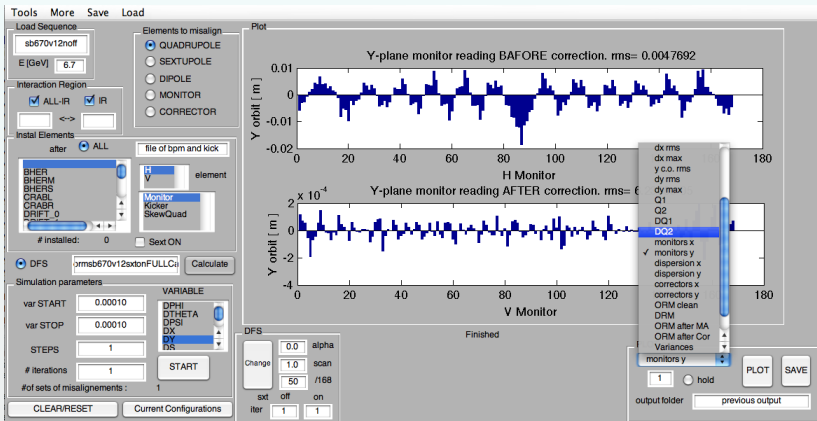 Tools More Save Load
Load Sequence
sb670v12noff
E [GeV] 6.7
Interaction Region
ALL-IR IR
<-->
Instal Elements
after ALL file of bpm and kick
BHER
BHERM
BHERS
CRABL
CRABR
DRIFT_0
H
V
element
Monitor
Kicker
SkewQuad
# installed: 0
Sext ON
DFS ormsb670v12sxtonFULLCa Calculate
Simulation parameters
var START 0.00010
var STOP 0.00010
STEPS 1
# iterations 1
#of sets of misalignements : 1
VARIABLE
DPHI
DTHETA
DPSI
DX
DY
DS
START
CLEAR/RESET Current Configurations
Elements to misalign
QUADRUPOLE
SEXTUPOLE
DIPOLE
MONITOR
CORRECTOR
Plot
Y-plane monitor reading BAFORE correction. rms= 0.0047692
Y orbit [ m ]
0.01
0
-0.01
-0.02
0 20 40 60 80 100 120 140 160 180
H Monitor
Y-plane monitor reading AFTER correction. rms= 6
x 10-4
Y orbit [ m ]
2
0
-2
-4
0 20 40 60 80 100 120 180
V Monitor
Finished
DFS
Change
0.0 alpha
1.0 scan
50 /168
sxt off on
iter 1 1
dx rms
dx max
y c.o. rms
dy rms
dy max
Q1
Q2
DQ1
DQ2
monitors x
✓ monitors y
dispersion x
dispersion y
correctors x
correctors y
ORM clean
DRM
ORM after MA
ORM after Cor
Variances
monitors y
1 hold
PLOT SAVE
output folder previous output